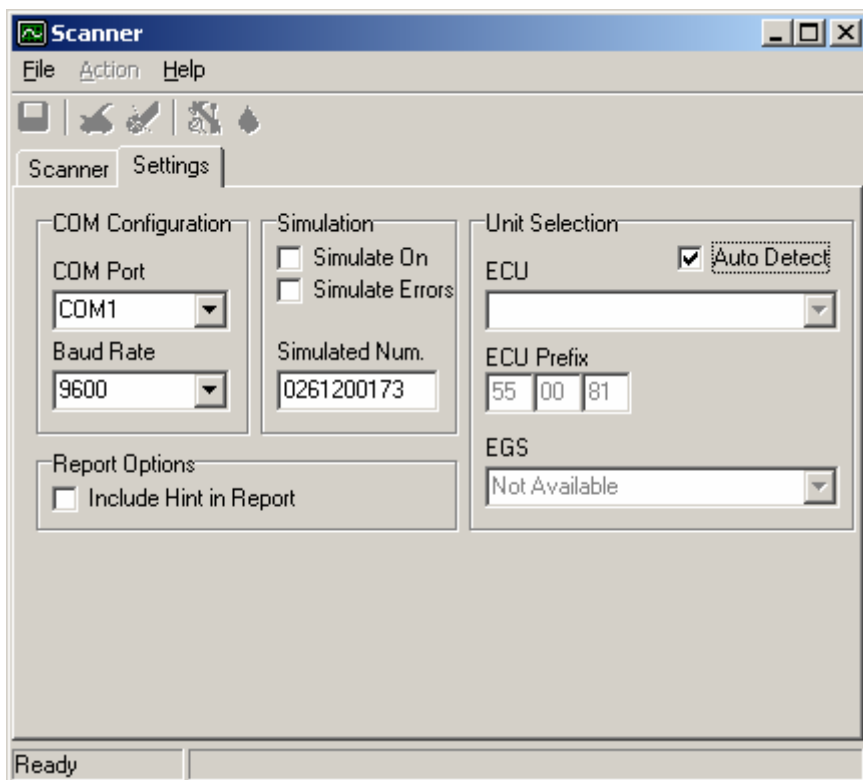 Scanner
File Action Help
Scanner Settings
COM Configuration
COM Port
COM1
Baud Rate
9600
Simulation
Simulate On
Simulate Errors
Simulated Num.
0261200173
Unit Selection
Auto Detect
ECU
ECU Prefix
55 00 81
EGS
Not Available
Report Options
Include Hint in Report
Ready